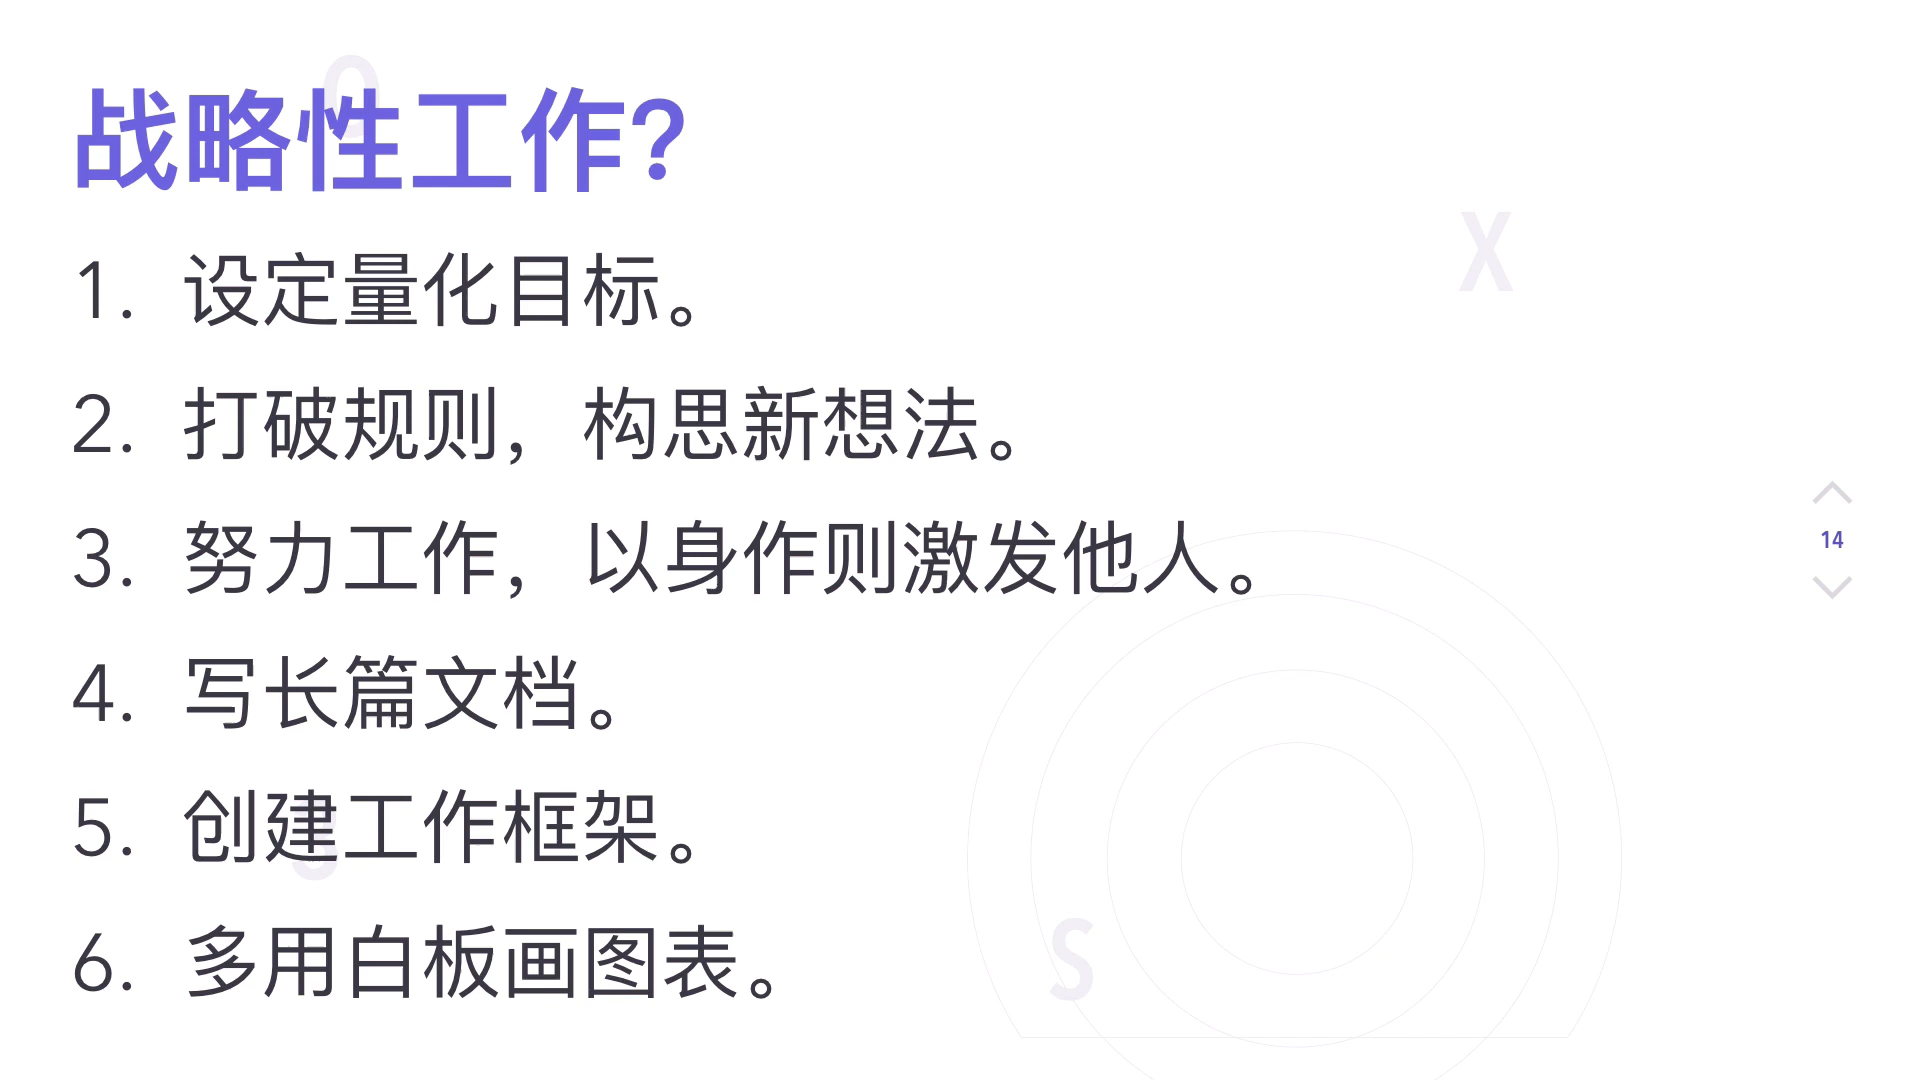 战略性工作?
1. 设定量化目标。
2. 打破规则，构思新想法。
3. 努力工作，以身作则激发他人。
4. 写长篇文档。
5. 创建工作框架。
6. 多用白板画图表。
O
X
14
S
S